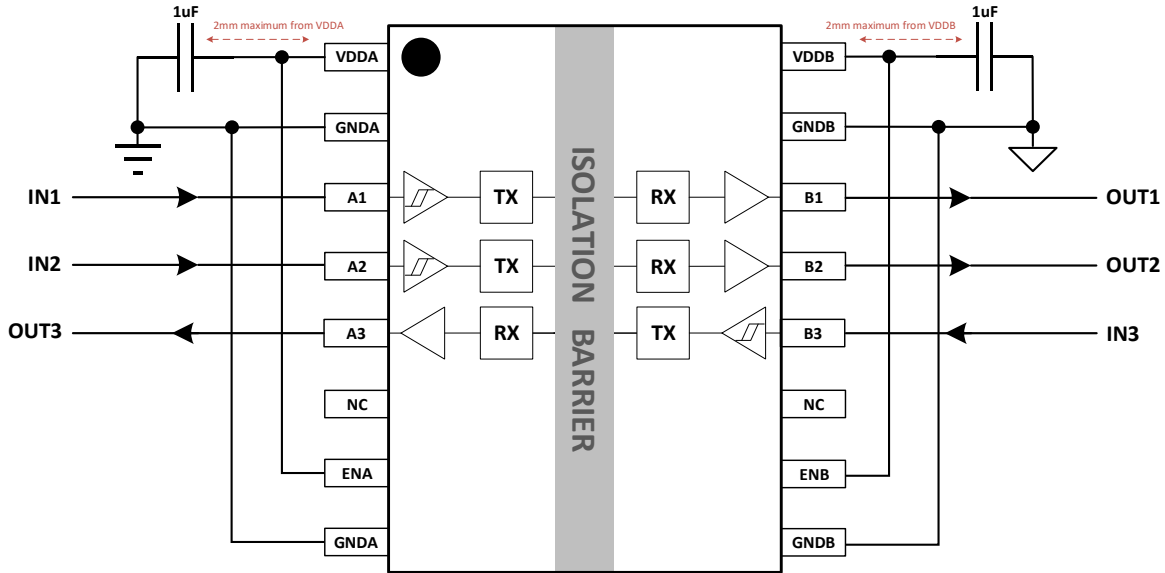 1uF
2mm maximum from VDDA
2mm maximum from VDDB
1uF
VDDA
VDDB
GNDA
GNDB
IN1
A1
TX
RX
B1
OUT1
IN2
A2
TX
RX
B2
OUT2
OUT3
A3
RX
TX
B3
IN3
ISOLATION BARRIER
NC
NC
ENA
ENB
GNDA
GNDB